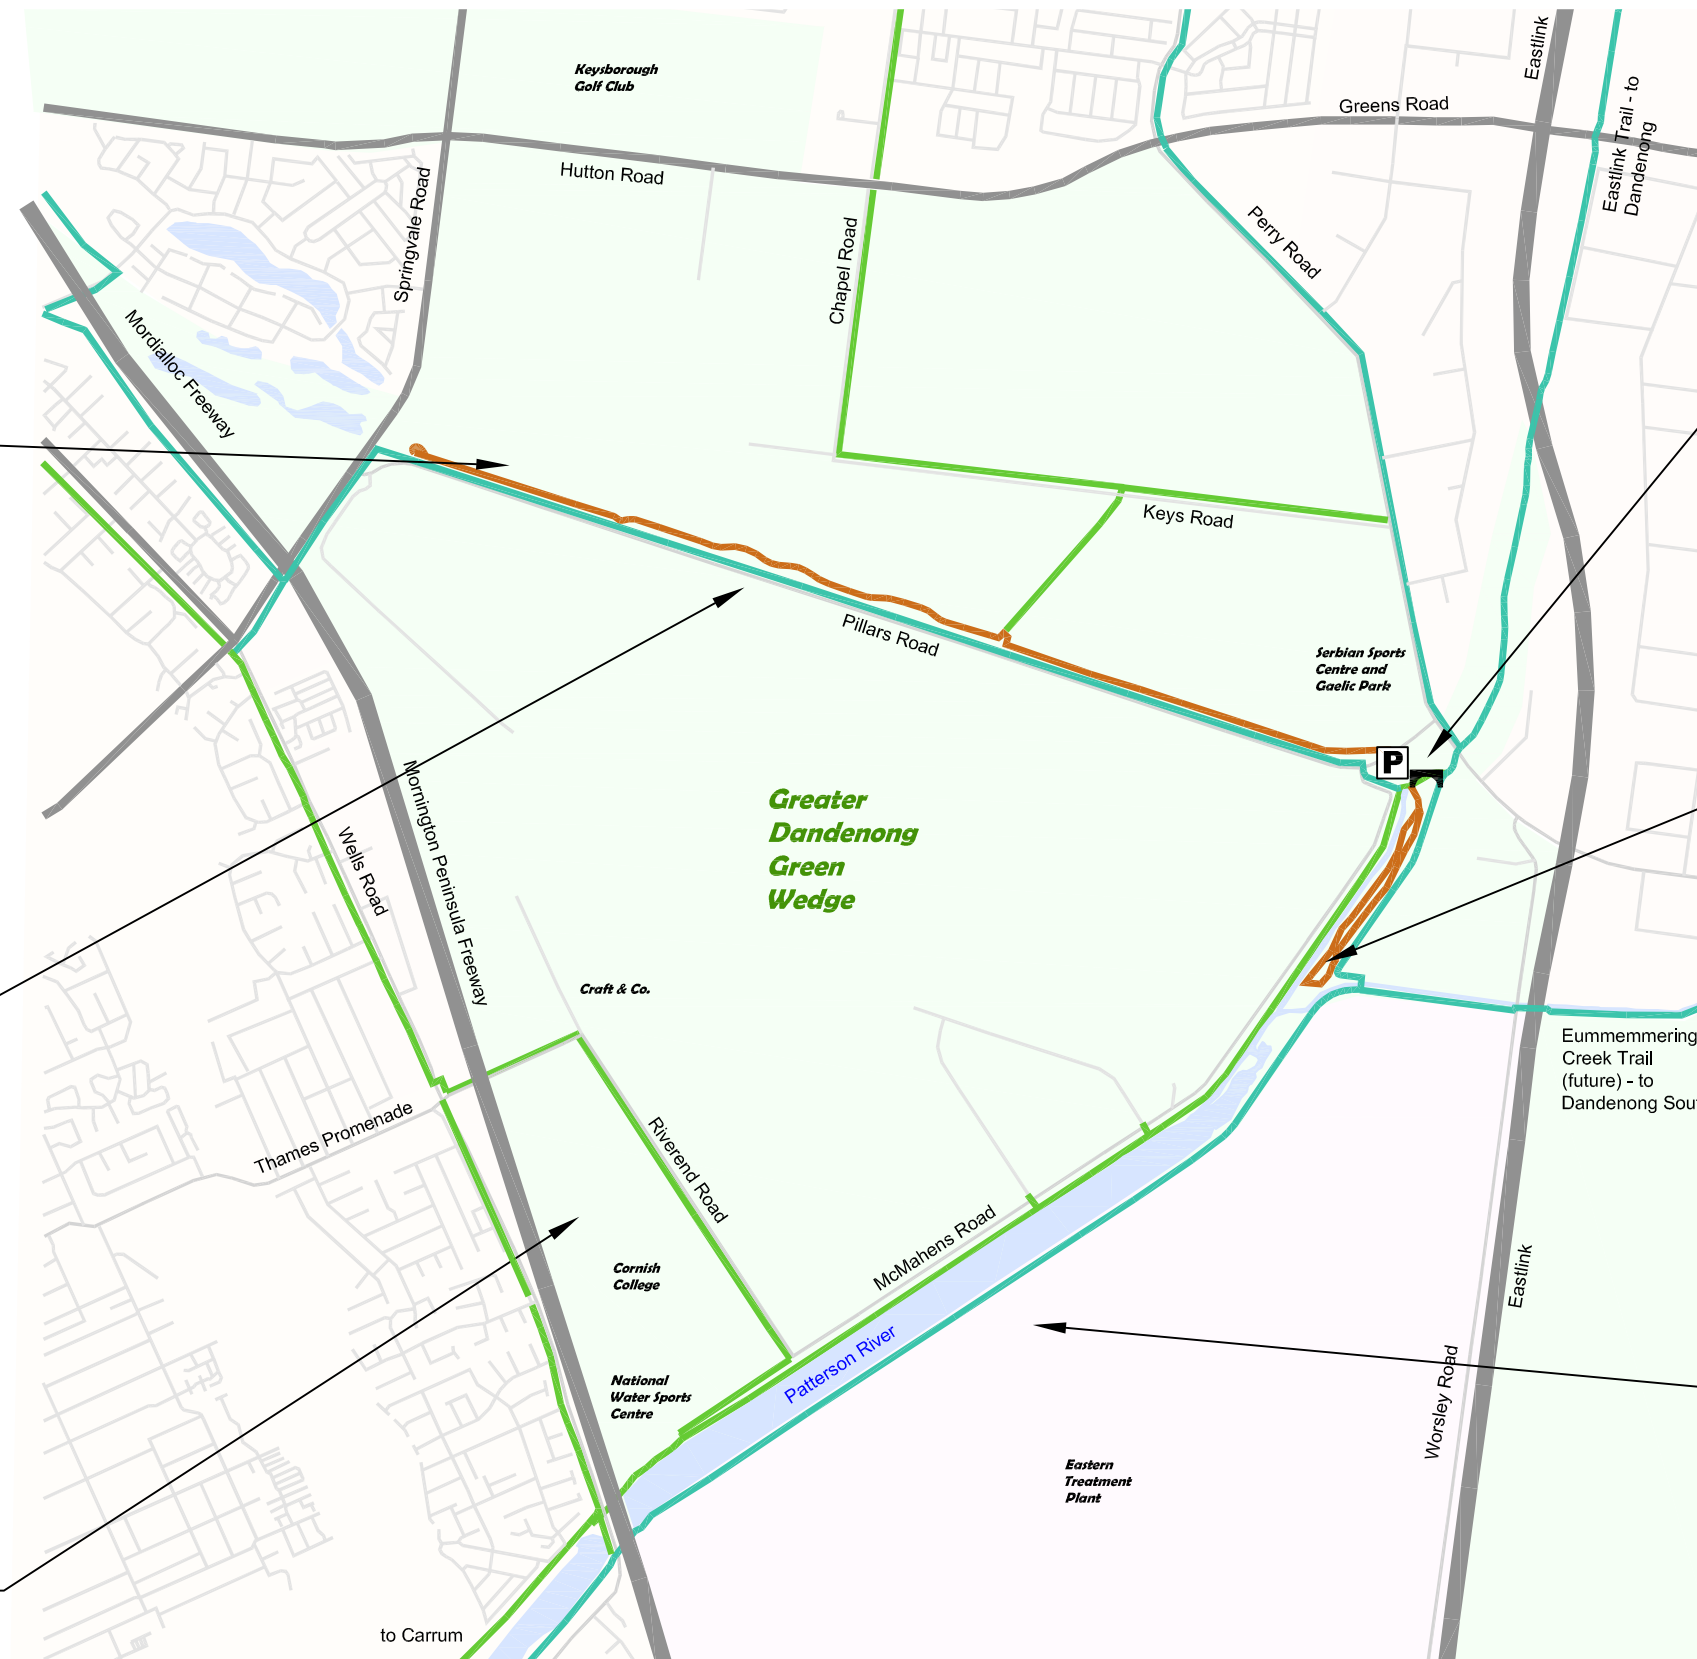 Keysborough
Golf Club
Eastlink
Greens Road
Eastlink Trail - to
Dandenong
Hutton Road
Springvale Road
Chapel Road
Perry Road
Mordialloc Freeway
Keys Road
Pillars Road
Serbian Sports
Centre and
Gaelic Park
P
Greater
Dandenong
Green
Wedge
Mornington Peninsula Freeway
Wells Road
Craft & Co.
Eummemmering
Creek Trail
(future) - to
Dandenong Sou
Thames Promenade
Riverend Road
McMahens Road
Cornish
College
Eastlink
Patterson River
National
Water Sports
Centre
Worsley Road
Eastern
Treatment
Plant
to Carrum